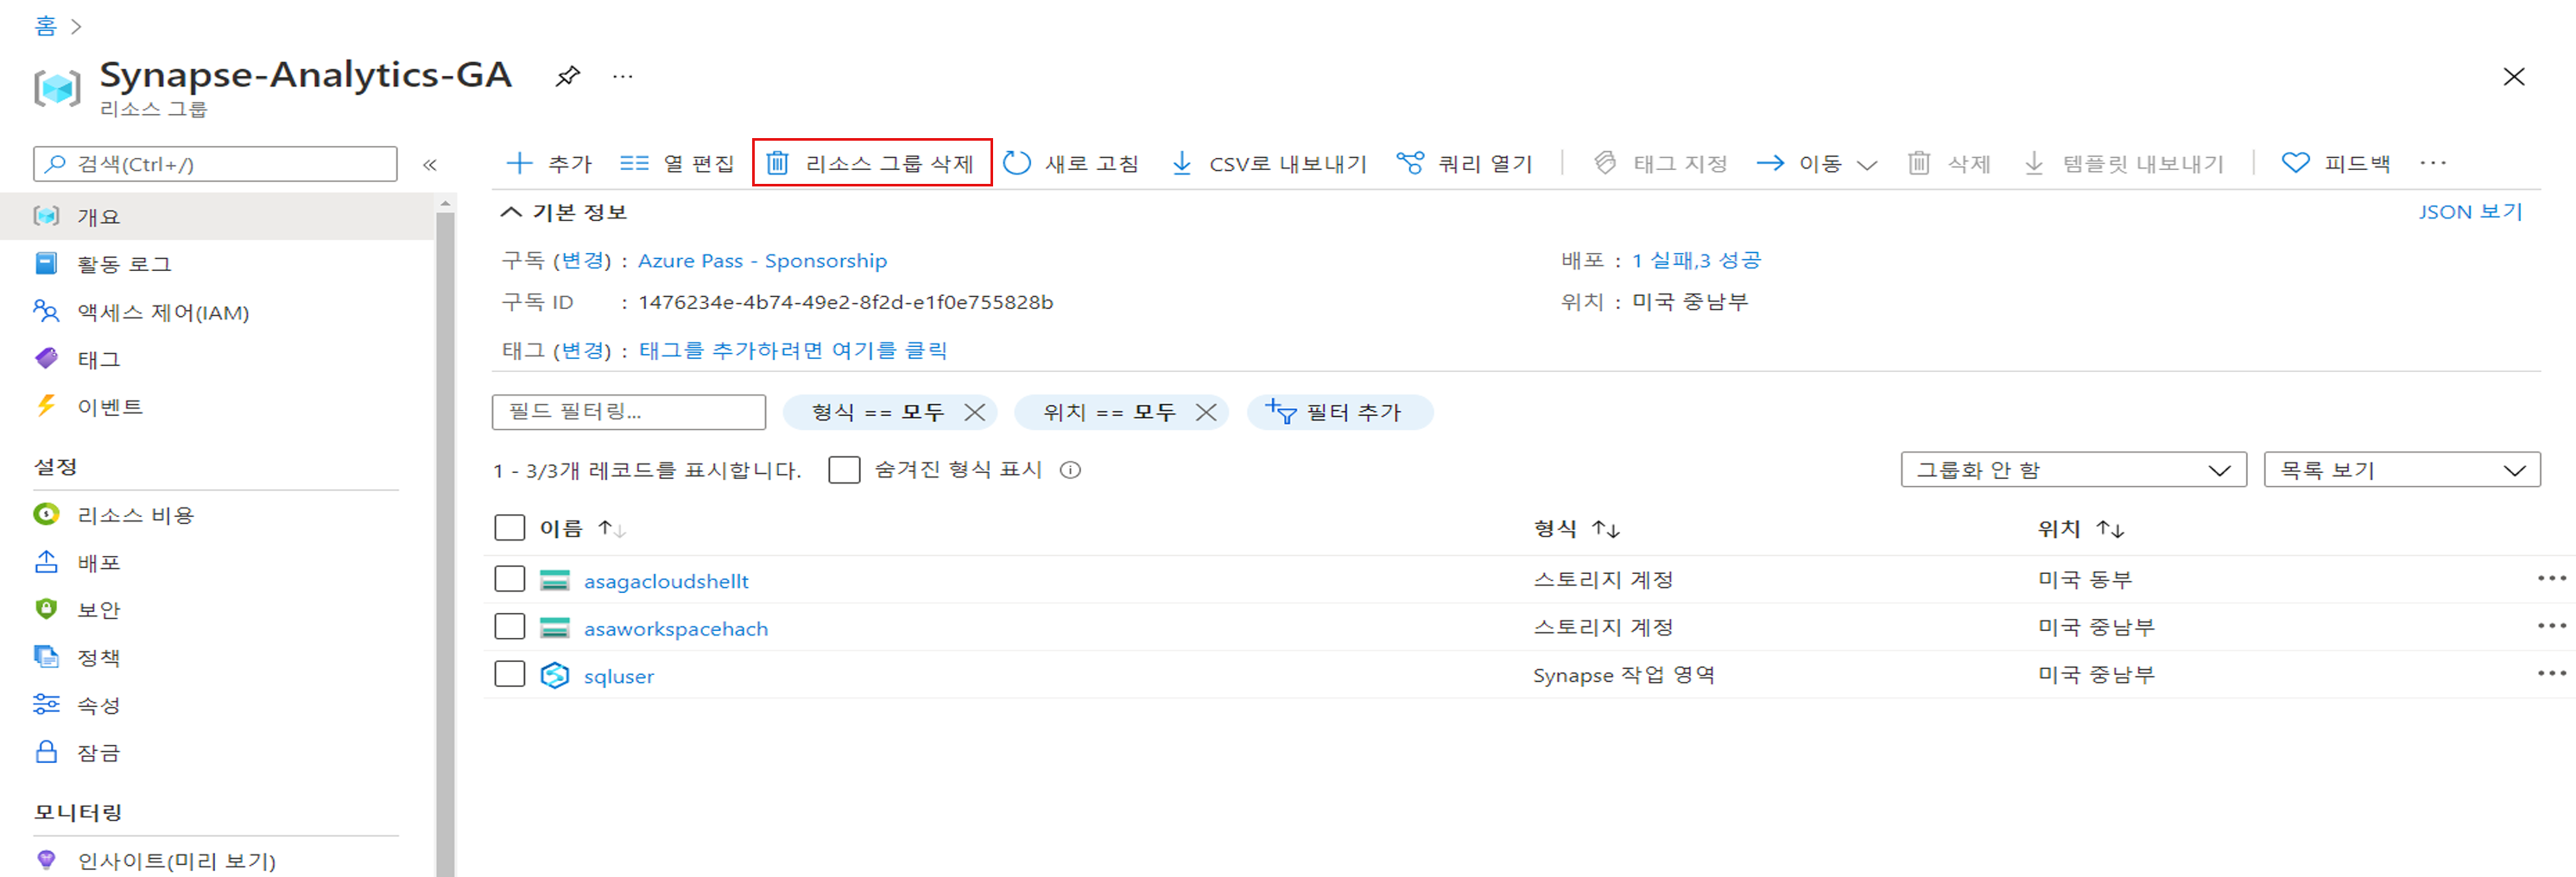 홈 >
Synapse-Analytics-GA ...
리소스 그룹
검색(Ctrl+/) «
개요
활동 로그
액세스 제어(IAM)
태그
이벤트
설정
리소스 비용
배포
보안
정책
속성
잠금
모니터링
인사이트(미리 보기)
추가 열 편집 리소스 그룹 삭제 새로 고침 CSV로 내보내기 쿼리 열기 태그 지정 이동 삭제 템플릿 내보내기 피드백 ...
기본 정보 JSON 보기
구독 (변경) : Azure Pass - Sponsorship 배포 : 1 실패,3 성공
구독 ID : 1476234e-4b74-49e2-8f2d-e1f0e755828b 위치 : 미국 중남부
태그 (변경) : 태그를 추가하려면 여기를 클릭
필드 필터링... 형식 == 모두 위치 == 모두 필터 추가
1 - 3/3개 레코드를 표시합니다. 숨겨진 형식 표시 그룹화 안 함 목록 보기
이름 ↑↓ 형식 ↑↓ 위치 ↑↓
asagacloudshellt 스토리지 계정 미국 동부 ...
asaworkspacehach 스토리지 계정 미국 중남부 ...
sqluser Synapse 작업 영역 미국 중남부 ...